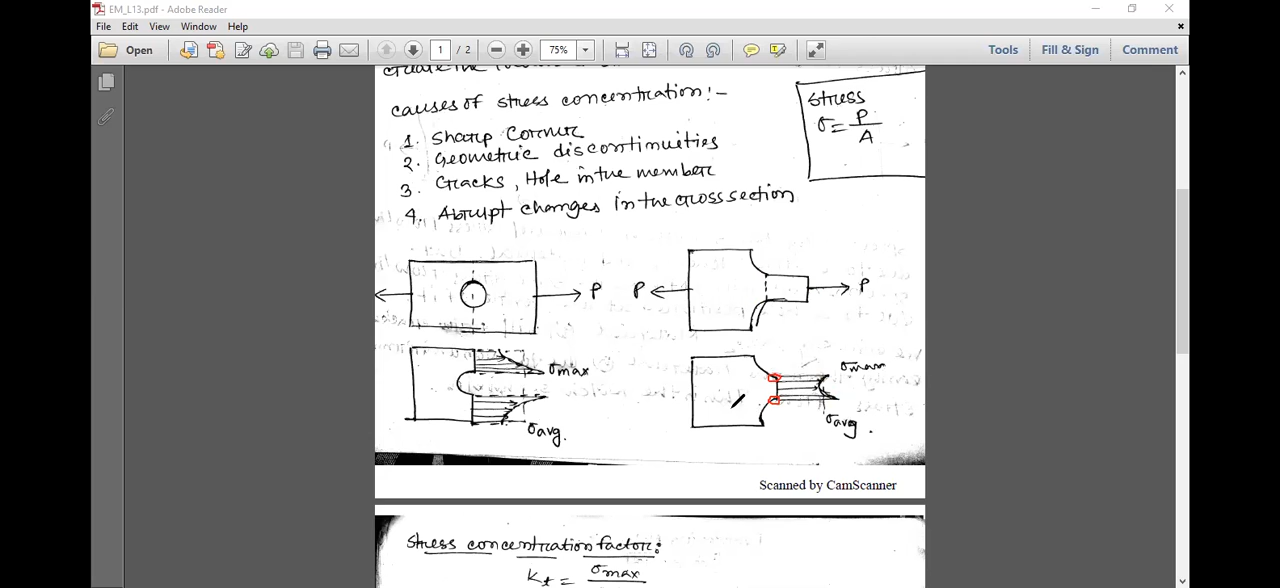 EM_L13.pdf - Adobe Reader
File Edit View Window Help
Open 1 / 2 75% Tools Fill & Sign Comment
causes of stress concentration:-
1. Sharp Corner
2. Geometric discontinuities
3. Cracks, Hole in the member
4. Abrupt changes in the cross section
Stress
σ = P
A
P
P
P
σmax
σavg.
σmax
σavg.
Scanned by CamScanner
Stress concentration factor:
Kt = σmax